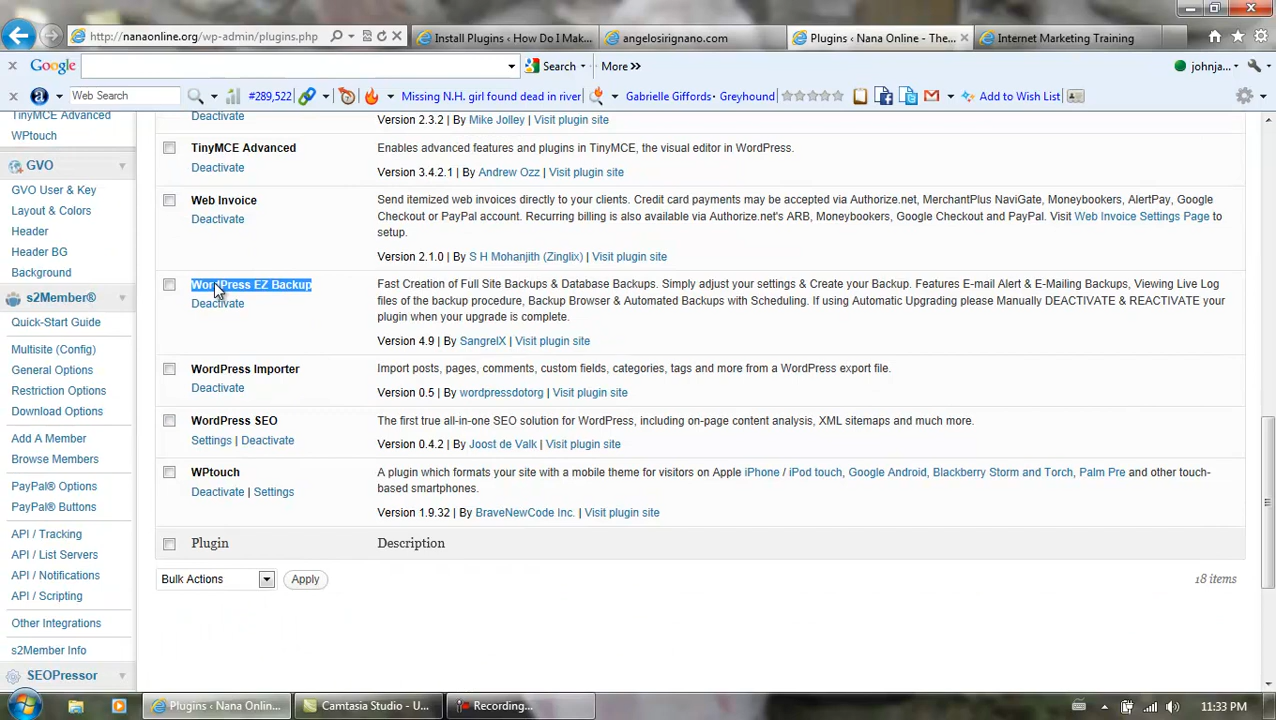 http://nanaonline.org/wp-admin/plugins.php
Install Plugins ‹ How Do I Mak...
angelosirignano.com
Plugins ‹ Nana Online - The...
Internet Marketing Training
Google
Search
More »
johnja...
Web Search
#289,522
Missing N.H. girl found dead in river
Gabrielle Giffords
Greyhound
Add to Wish List
TinyMCE Advanced
WPtouch
GVO
GVO User & Key
Layout & Colors
Header
Header BG
Background
s2Member®
Quick-Start Guide
Multisite (Config)
General Options
Restriction Options
Download Options
Add A Member
Browse Members
PayPal® Options
PayPal® Buttons
API / Tracking
API / List Servers
API / Notifications
API / Scripting
Other Integrations
s2Member Info
SEOPressor
Deactivate
Version 2.3.2 | By Mike Jolley | Visit plugin site
TinyMCE Advanced
Deactivate
Enables advanced features and plugins in TinyMCE, the visual editor in WordPress.
Version 3.4.2.1 | By Andrew Ozz | Visit plugin site
Web Invoice
Deactivate
Send itemized web invoices directly to your clients. Credit card payments may be accepted via Authorize.net, MerchantPlus NaviGate, Moneybookers, AlertPay, Google
Checkout or PayPal account. Recurring billing is also available via Authorize.net's ARB, Moneybookers, Google Checkout and PayPal. Visit Web Invoice Settings Page to
setup.
Version 2.1.0 | By S H Mohanjith (Zinglix) | Visit plugin site
WordPress EZ Backup
Deactivate
Fast Creation of Full Site Backups & Database Backups. Simply adjust your settings & Create your Backup. Features E-mail Alert & E-Mailing Backups, Viewing Live Log
files of the backup procedure, Backup Browser & Automated Backups with Scheduling. If using Automatic Upgrading please Manually DEACTIVATE & REACTIVATE your
plugin when your upgrade is complete.
Version 4.9 | By SangrelX | Visit plugin site
WordPress Importer
Deactivate
Import posts, pages, comments, custom fields, categories, tags and more from a WordPress export file.
Version 0.5 | By wordpressdotorg | Visit plugin site
WordPress SEO
Settings | Deactivate
The first true all-in-one SEO solution for WordPress, including on-page content analysis, XML sitemaps and much more.
Version 0.4.2 | By Joost de Valk | Visit plugin site
WPtouch
Deactivate | Settings
A plugin which formats your site with a mobile theme for visitors on Apple iPhone / iPod touch, Google Android, Blackberry Storm and Torch, Palm Pre and other touch-
based smartphones.
Version 1.9.32 | By BraveNewCode Inc. | Visit plugin site
Plugin
Description
Bulk Actions
Apply
18 items
Plugins ‹ Nana Onlin...
Camtasia Studio - U...
Recording...
11:33 PM